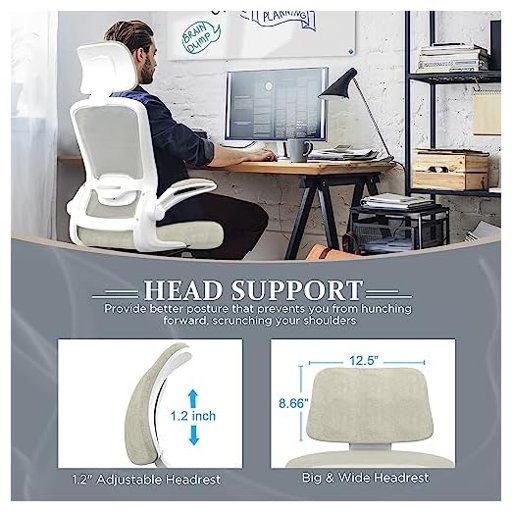 BRAIN
DUMP
PLANNING
HEAD SUPPORT
Provide better posture that prevents you from hunching
forward, scrunching your shoulders
1.2 inch
12.5"
8.66"
1.2" Adjustable Headrest
Big & Wide Headrest